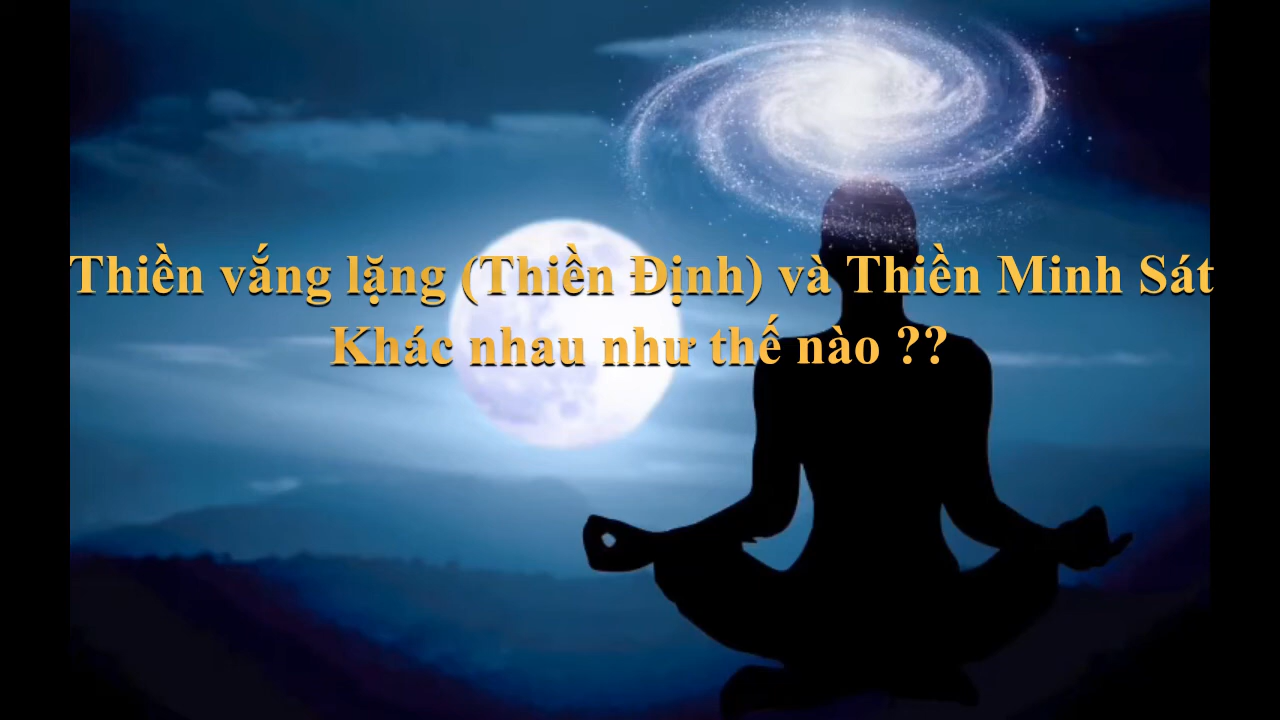 Thiền vắng lặng (Thiền Định) và Thiền Minh Sát
Khác nhau như thế nào ??